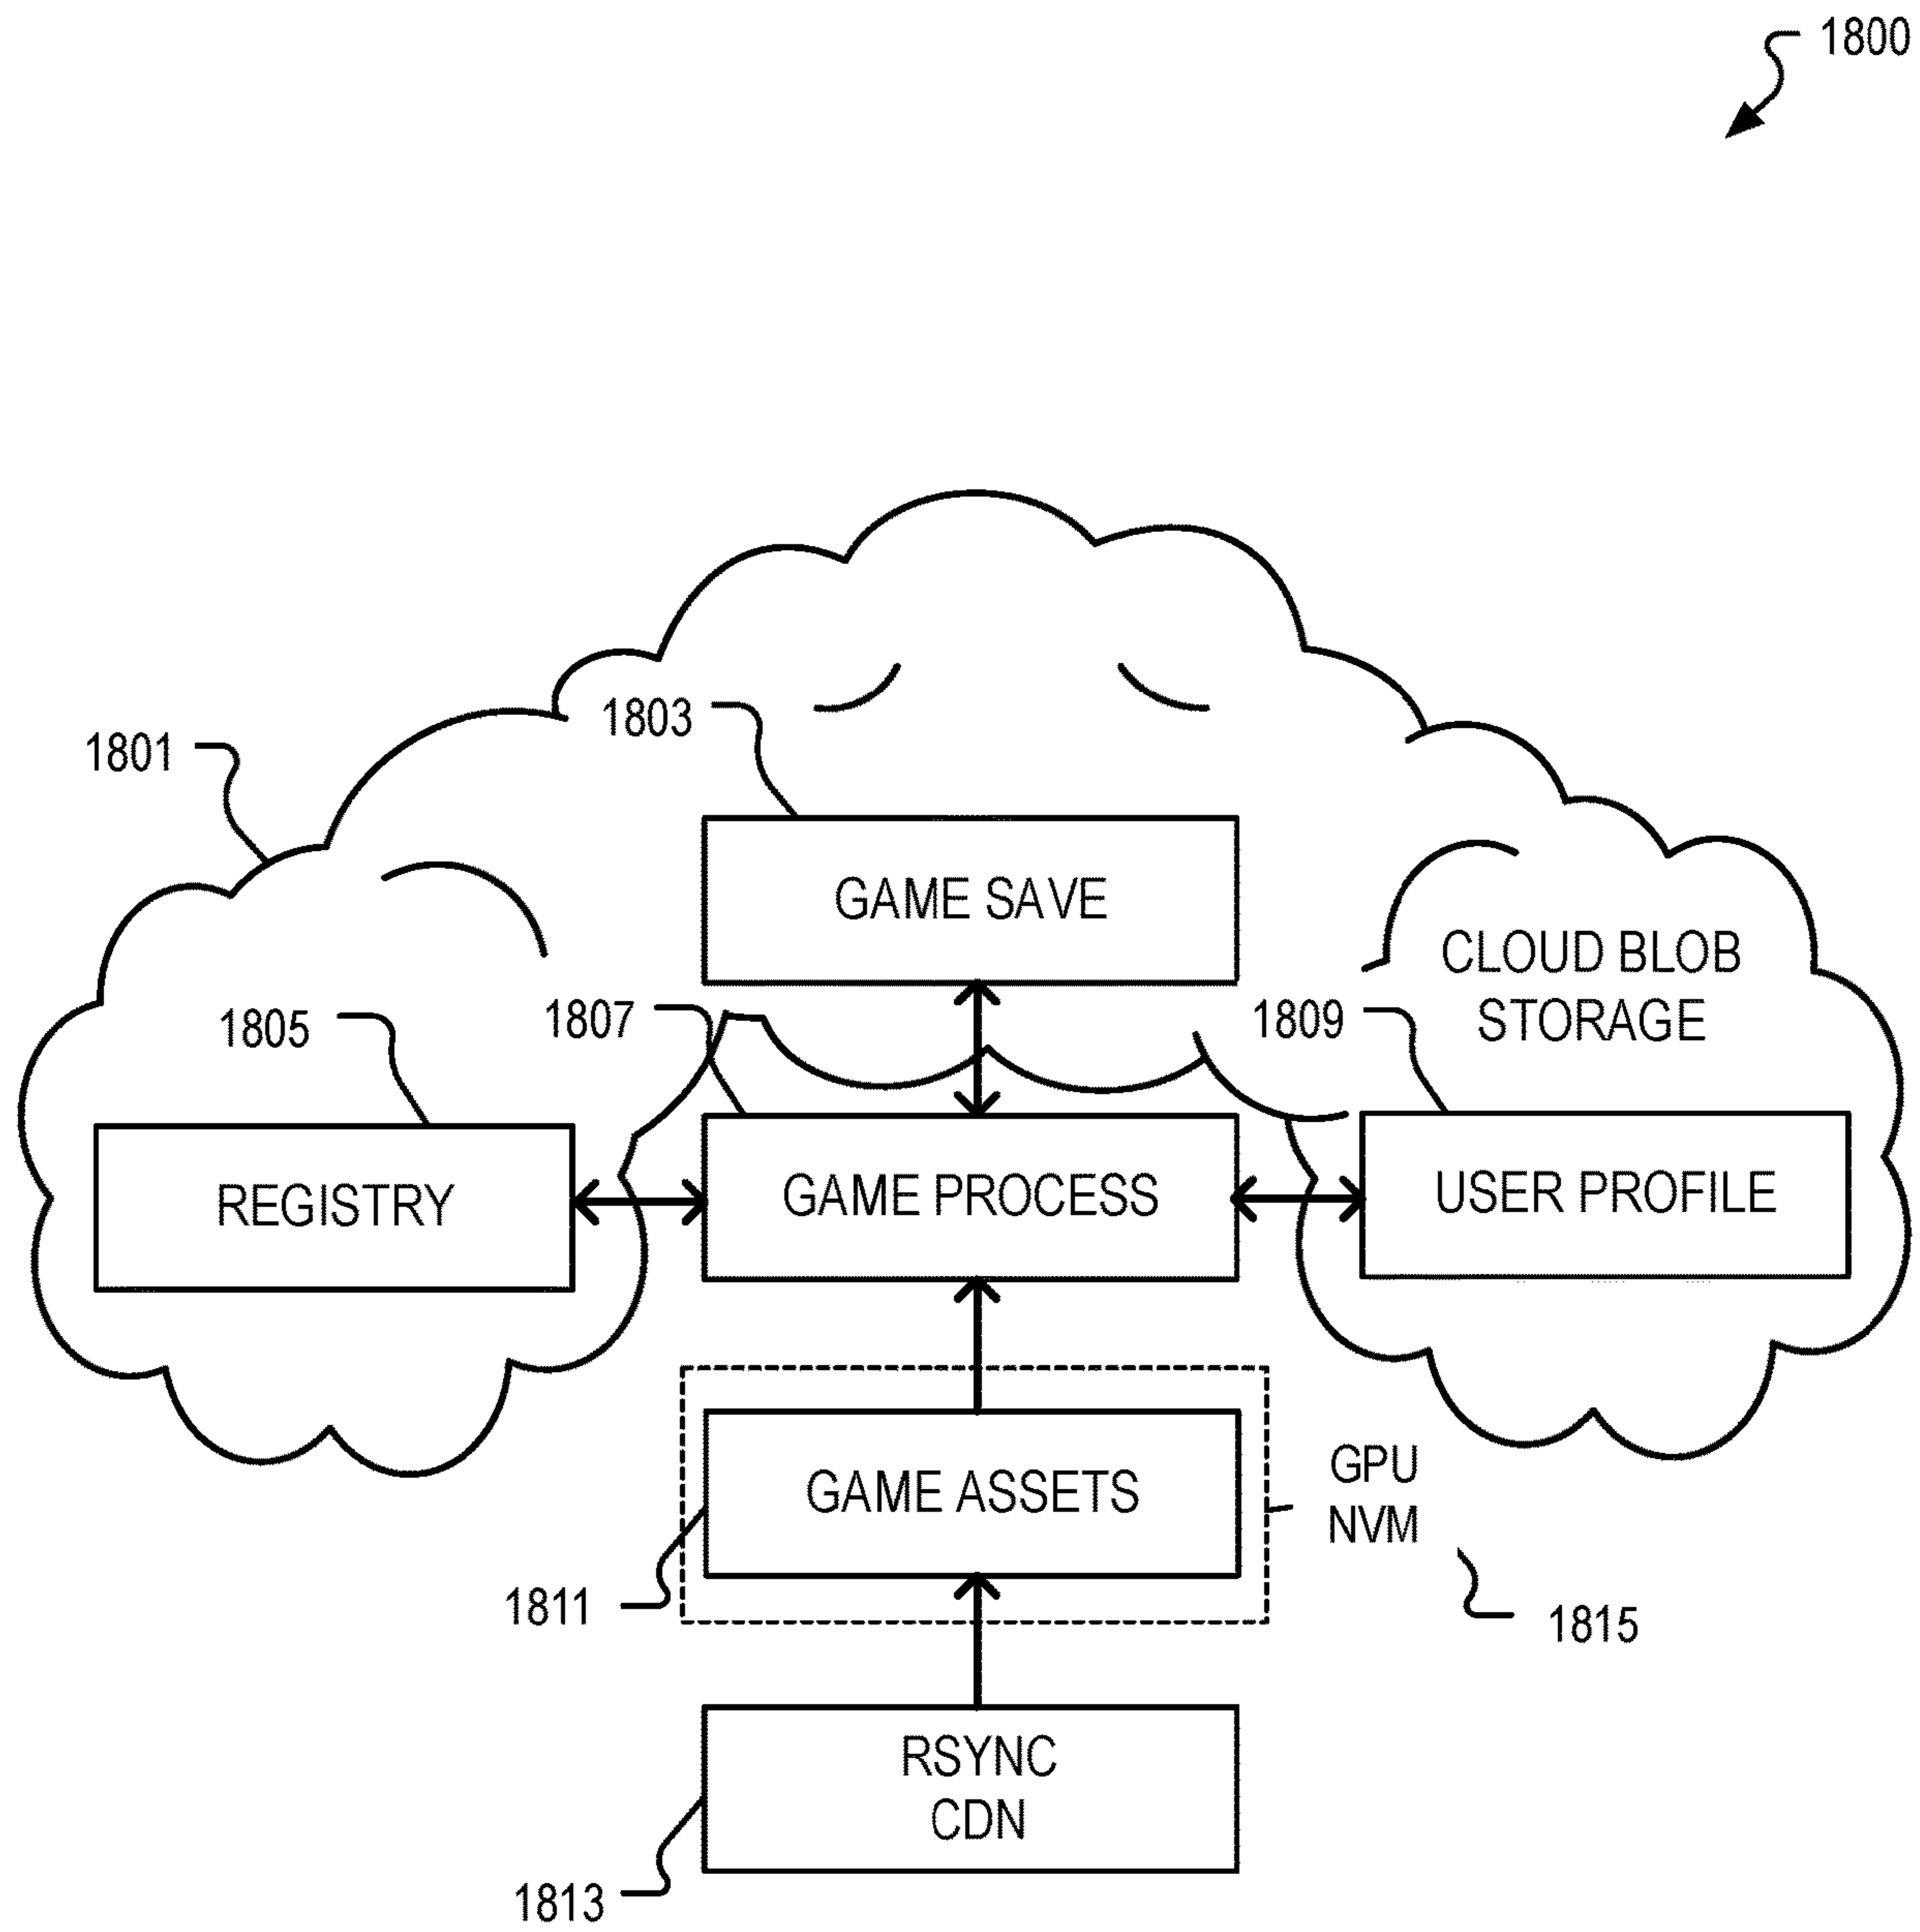 1800
1803
1801
GAME SAVE
CLOUD BLOB
STORAGE
1805
1807
1809
REGISTRY
GAME PROCESS
USER PROFILE
GAME ASSETS
GPU
NVM
1811
1815
RSYNC
CDN
1813